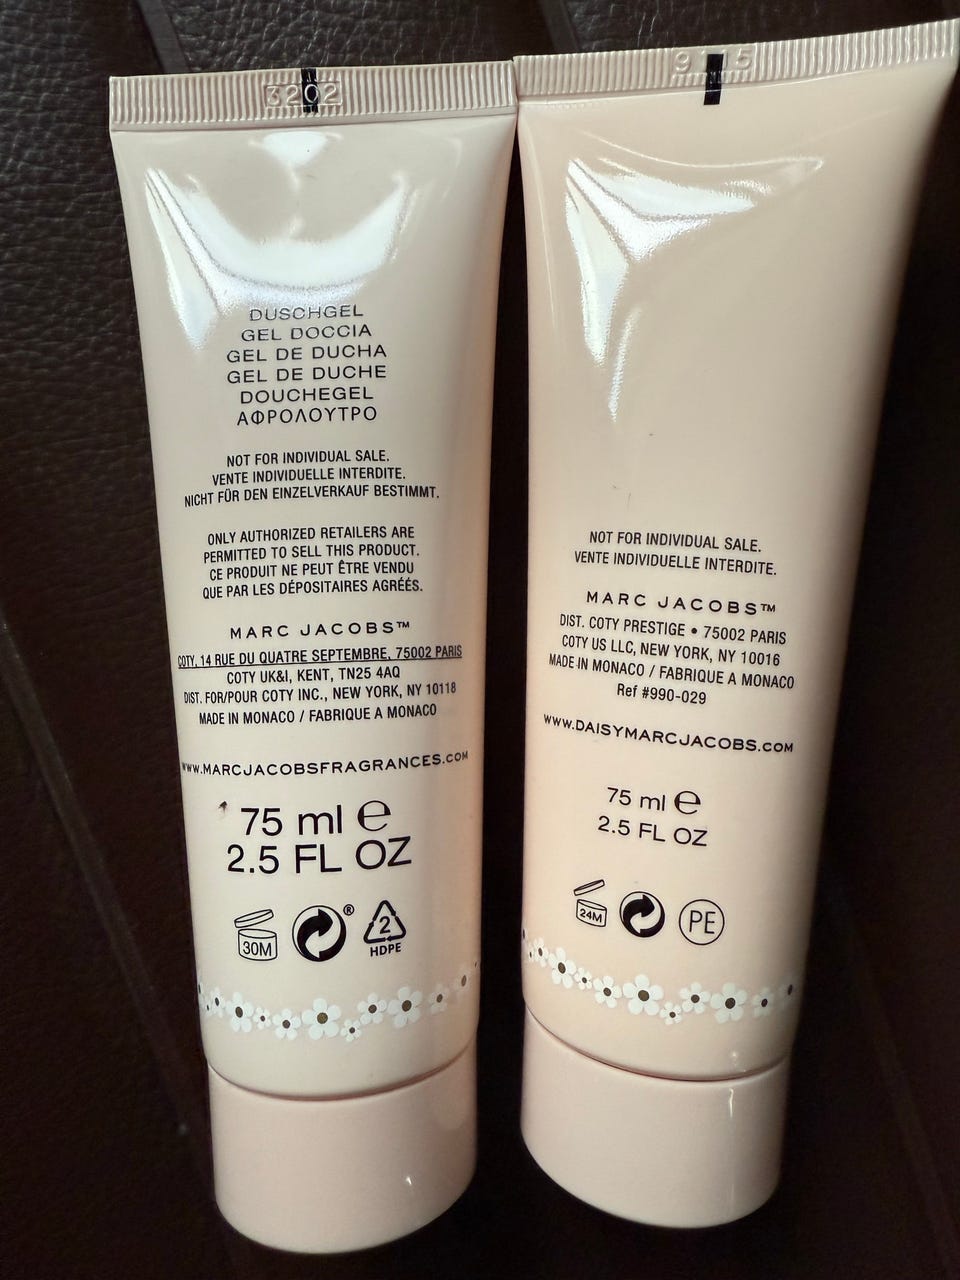 3202
DUSCHGEL
GEL DOCCIA
GEL DE DUCHA
GEL DE DUCHE
DOUCHEGEL
ΑΦΡΟΛΟΥΤΡΟ
NOT FOR INDIVIDUAL SALE.
VENTE INDIVIDUELLE INTERDITE.
NICHT FÜR DEN EINZELVERKAUF BESTIMMT.
ONLY AUTHORIZED RETAILERS ARE
PERMITTED TO SELL THIS PRODUCT.
CE PRODUIT NE PEUT ÊTRE VENDU
QUE PAR LES DÉPOSITAIRES AGRÉÉS.
MARC JACOBS™
COTY, 14 RUE DU QUATRE SEPTEMBRE, 75002 PARIS
COTY UK&I, KENT, TN25 4AQ
DIST. FOR/POUR COTY INC., NEW YORK, NY 10118
MADE IN MONACO / FABRIQUE A MONACO
WWW.MARCJACOBSFRAGRANCES.COM
75 ml ℮
2.5 FL OZ
30M
®
2
HDPE
NOT FOR INDIVIDUAL SALE.
VENTE INDIVIDUELLE INTERDITE.
MARC JACOBS™
DIST. COTY PRESTIGE • 75002 PARIS
COTY US LLC, NEW YORK, NY 10016
MADE IN MONACO / FABRIQUE A MONACO
Ref #990-029
WWW.DAISYMARCJACOBS.COM
75 ml ℮
2.5 FL OZ
24M
PE